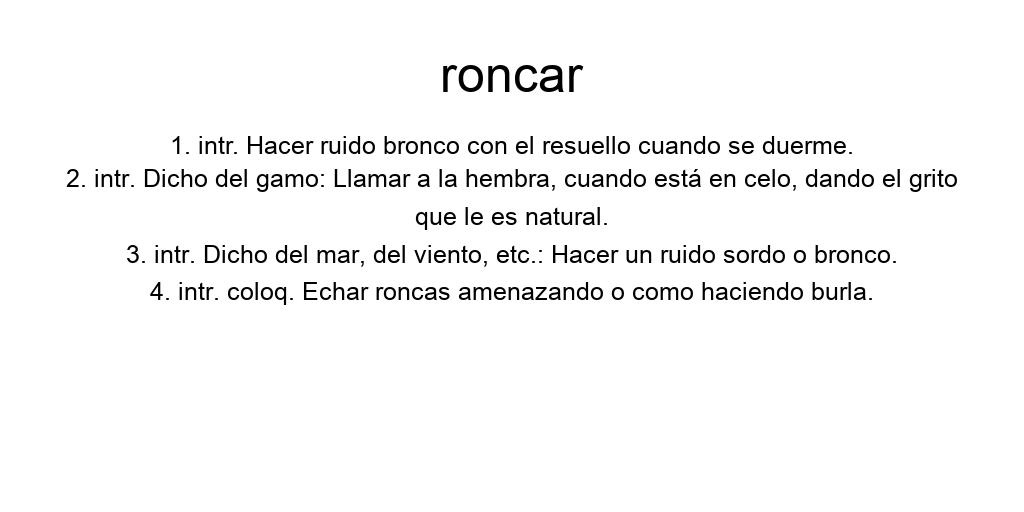 roncar
1. intr. Hacer ruido bronco con el resuello cuando se duerme.
2. intr. Dicho del gamo: Llamar a la hembra, cuando está en celo, dando el grito
que le es natural.
3. intr. Dicho del mar, del viento, etc.: Hacer un ruido sordo o bronco.
4. intr. coloq. Echar roncas amenazando o como haciendo burla.